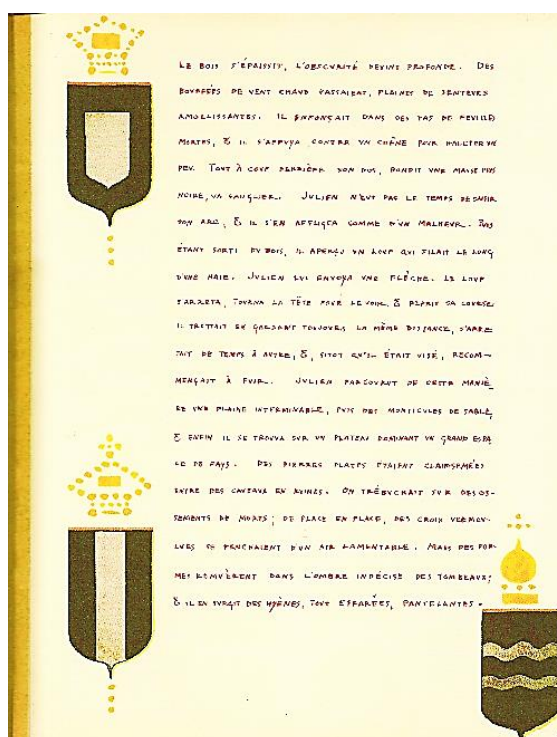 LE BOIS S'ÉPAISSIT, L'OBSCURITÉ DEVINT PROFONDE. DES
BOUFFÉES DE VENT CHAUD PASSAIENT, PLEINES DE SENTEURS
AMOLLISSANTES. IL ENFONÇAIT DANS DES TAS DE FEUILLES
MORTES, & IL S'APPUYA CONTRE UN CHÊNE POUR HALETER UN
PEU. TOUT À COUP DERRIÈRE SON DOS, BONDIT UNE MASSE PLUS
NOIRE, UN SANGLIER. JULIEN N'EUT PAS LE TEMPS DE SAISIR
SON ARC, & IL S'EN AFFLIGEA COMME D'UN MALHEUR. PUIS
ÉTANT SORTI DU BOIS, IL APERÇU UN LOUP QUI FILAIT LE LONG
D'UNE HAIE. JULIEN LUI ENVOYA UNE FLÈCHE. LE LOUP
S'ARRETA, TOURNA LA TÊTE POUR LE VOIR & REPRIT SA COURSE.
IL TROTTAIT EN GARDANT TOUJOURS LA MÊME DISTANCE, S'ARRE
TAIT DE TEMPS À AUTRE, &, SITOT QU'IL ÉTAIT VISÉ, RECOM-
MENÇAIT À FUIR. JULIEN PARCOURUT DE CETTE MANIÈ
RE UNE PLAINE INTERMINABLE, PUIS DES MONTICULES DE SABLE,
& ENFIN IL SE TROUVA SUR UN PLATEAU DOMINANT UN GRAND ESPA
CE DE PAYS. DES PIERRES PLATES ÉTAIENT CLAIRSEMÉES
ENTRE DES CAVEAUX EN RUINES. ON TRÉBUCHAIT SUR DES OS-
SEMENTS DE MORTS; DE PLACE EN PLACE, DES CROIX VERMOU-
LUES SE PENCHAIENT D'UN AIR LAMENTABLE. MAIS DES FOR-
MES REMUÈRENT DANS L'OMBRE INDÉCISE DES TOMBEAUX;
& IL EN SURGIT DES HYÈNES, TOUT EFFARÉES, PANTELANTES.